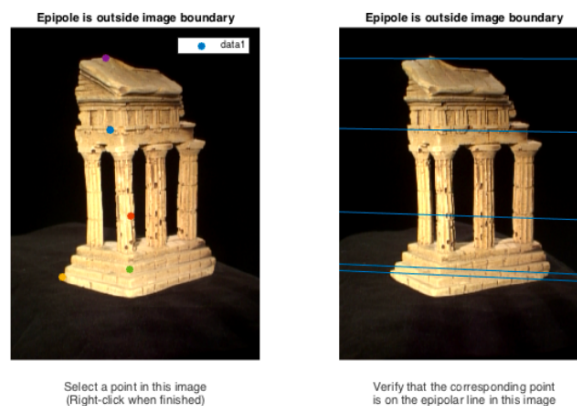 Epipole is outside image boundary
data1
Select a point in this image
(Right-click when finished)
Epipole is outside image boundary
Verify that the corresponding point
is on the epipolar line in this image